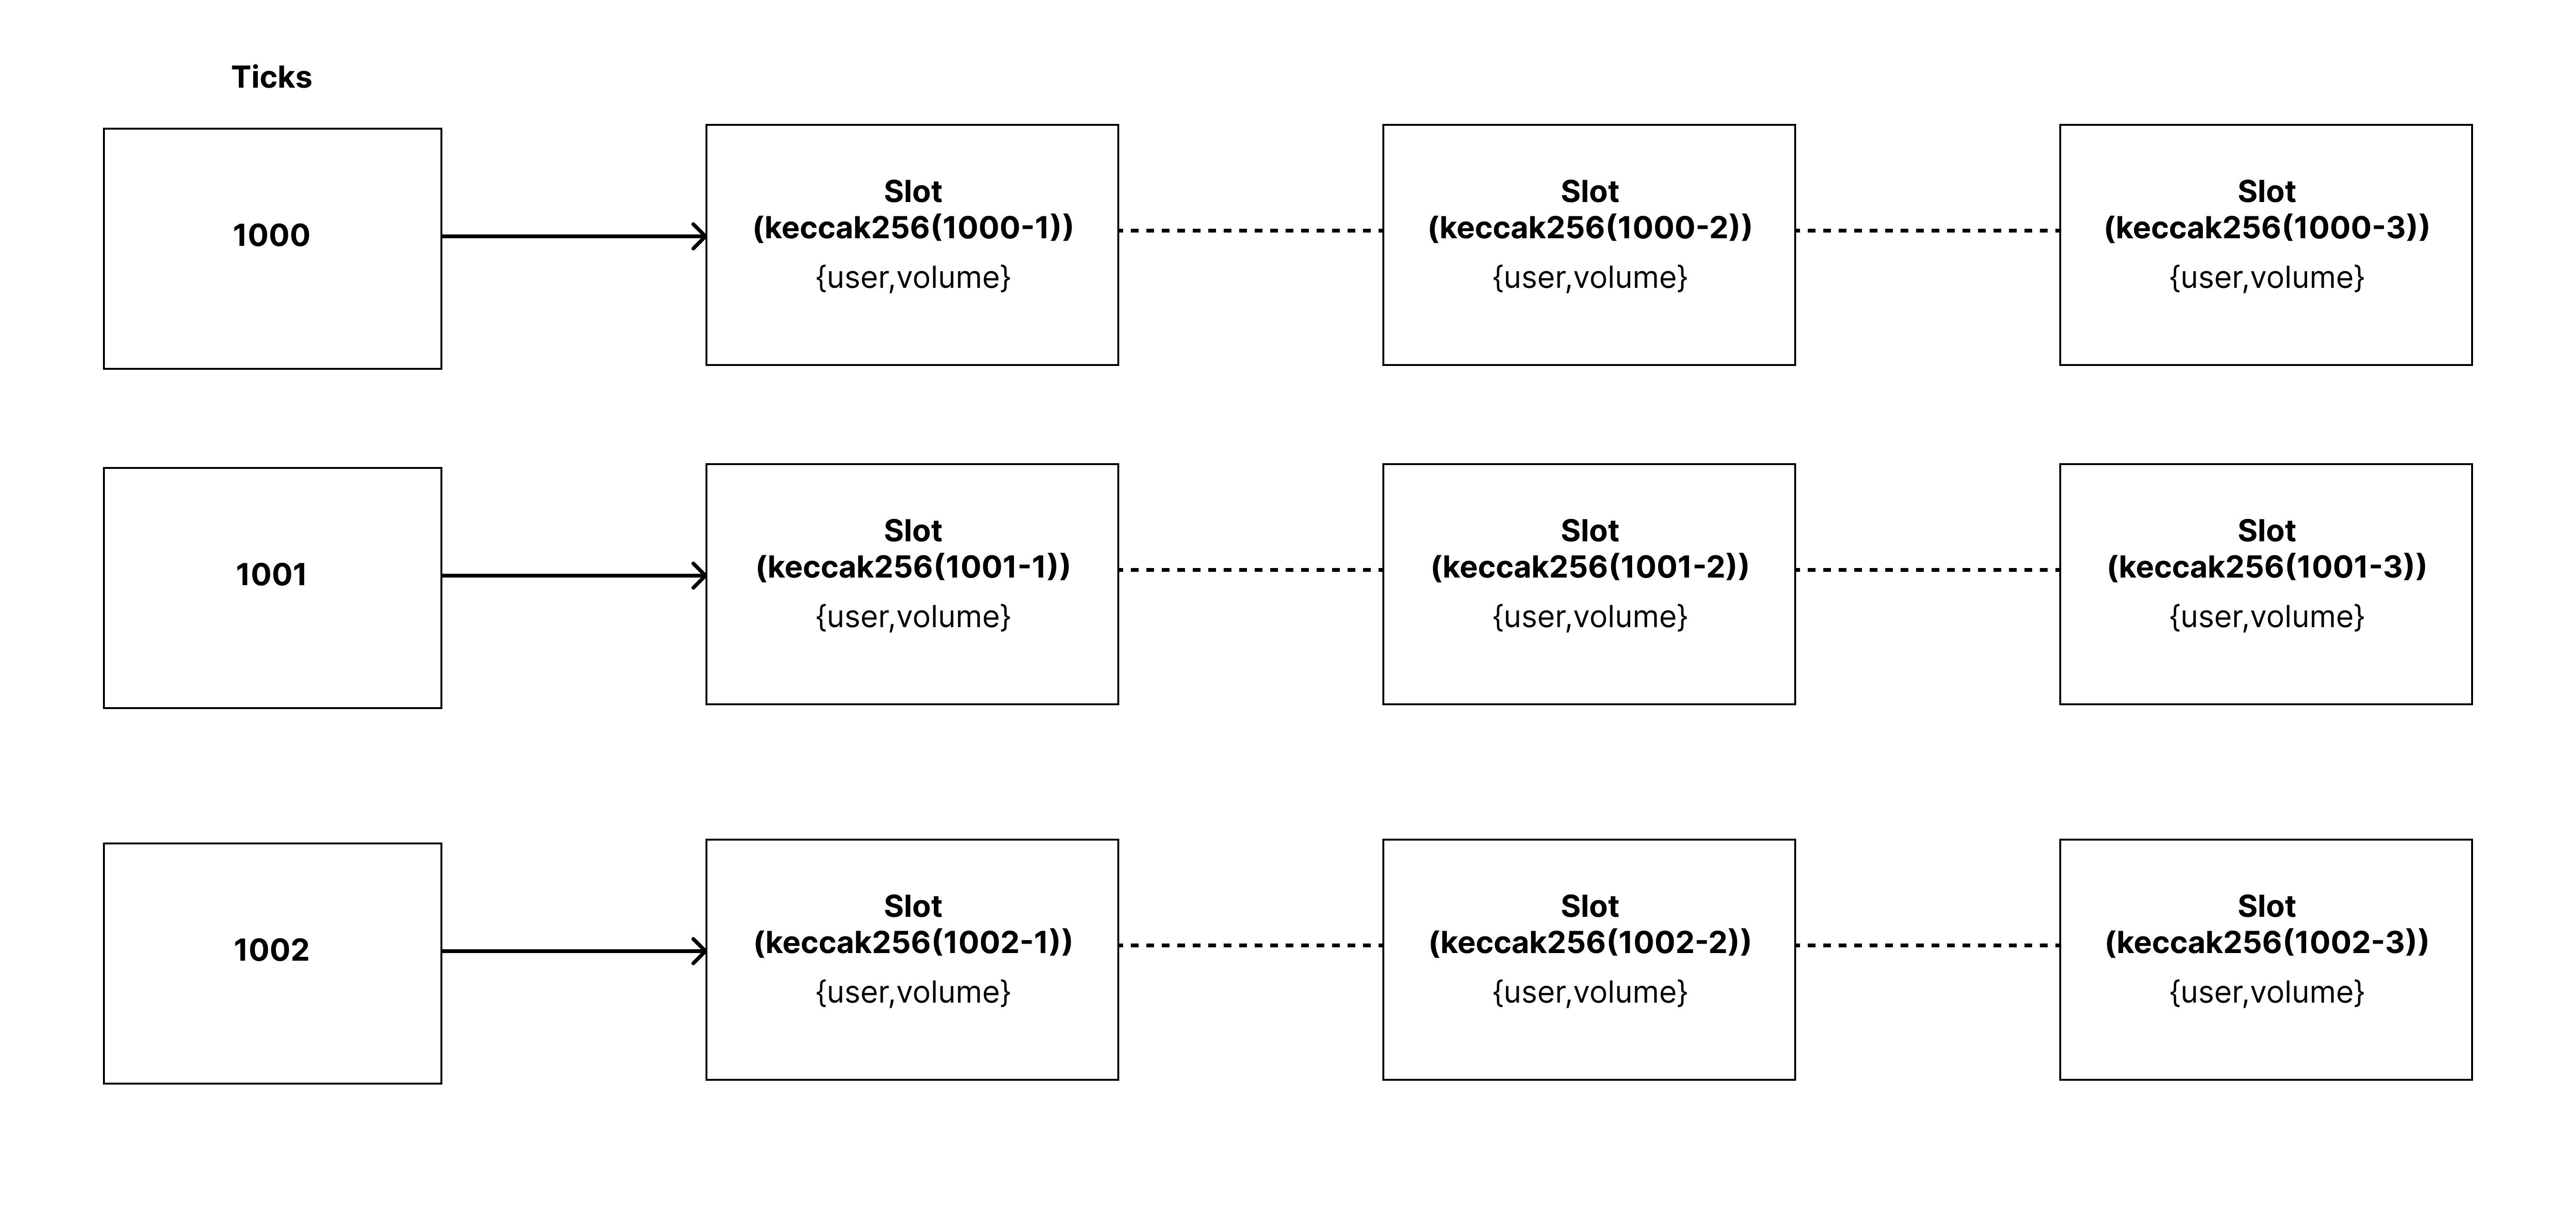 Ticks
1000
Slot
(keccak256(1000-1))
{user,volume}
Slot
(keccak256(1000-2))
{user,volume}
Slot
(keccak256(1000-3))
{user,volume}
1001
Slot
(keccak256(1001-1))
{user,volume}
Slot
(keccak256(1001-2))
{user,volume}
Slot
(keccak256(1001-3))
{user,volume}
1002
Slot
(keccak256(1002-1))
{user,volume}
Slot
(keccak256(1002-2))
{user,volume}
Slot
(keccak256(1002-3))
{user,volume}